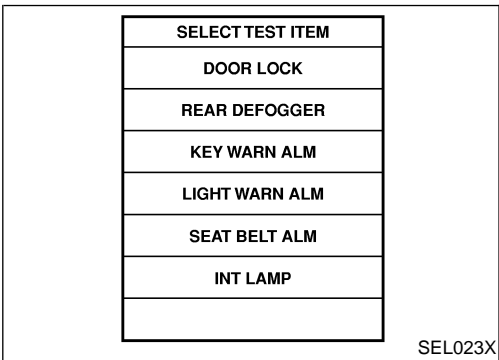 SELECT TEST ITEM
DOOR LOCK
REAR DEFOGGER
KEY WARN ALM
LIGHT WARN ALM
SEAT BELT ALM
INT LAMP
SEL023X